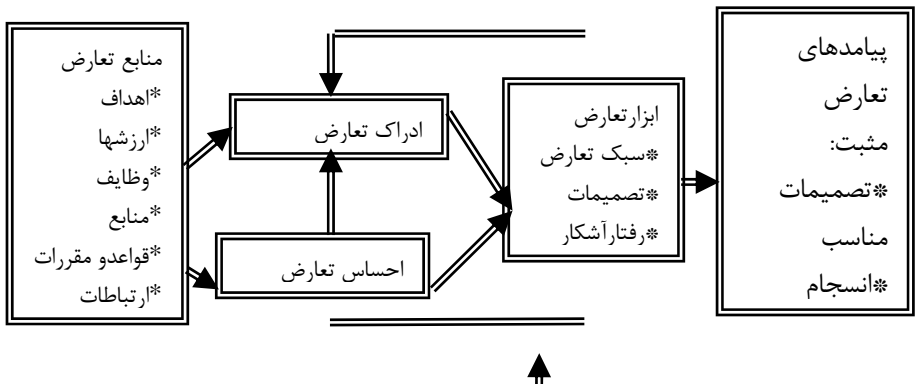 منابع تعارض
*اهداف
*ارزشها
*وظایف
*منابع
*قواعدو مقررات
*ارتباطات
ادراک تعارض
احساس تعارض
ابزارتعارض
*سبک تعارض
*تصمیمات
*رفتارآشکار
پیامدهای
تعارض
مثبت:
*تصمیمات
مناسب
*انسجام